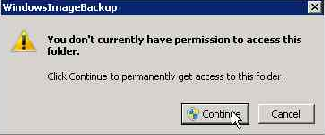 WindowsImageBackup
You don't currently have permission to access this
folder.
Click Continue to permanently get access to this folder
Continue
Cancel